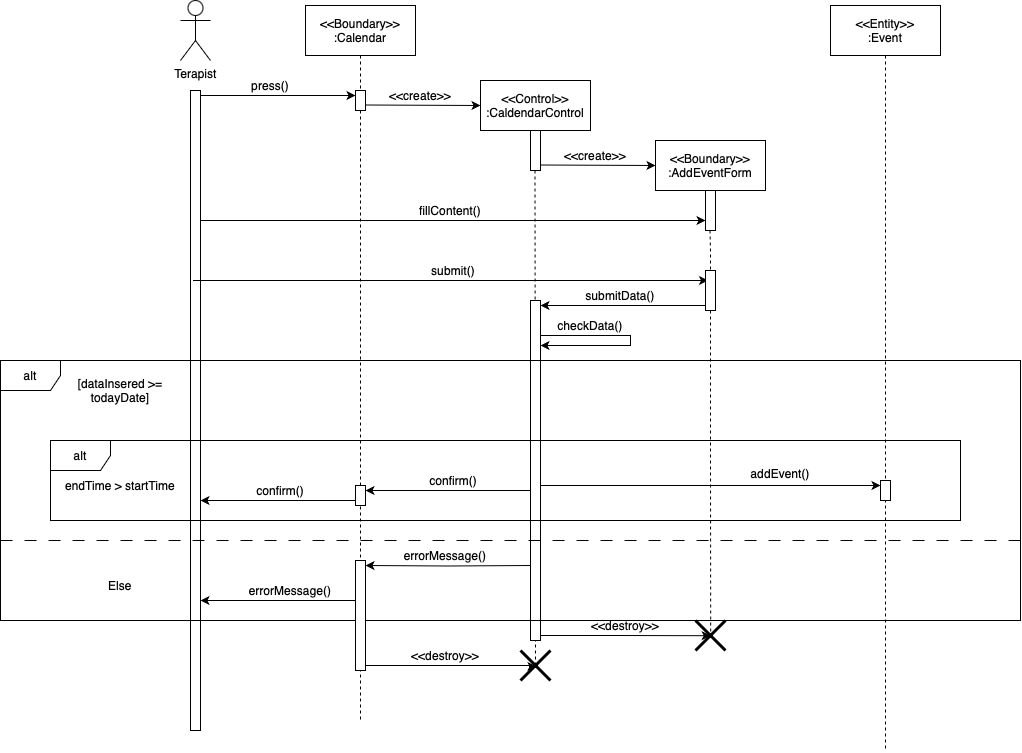 <<Boundary>>
:Calendar
<<Entity>>
:Event
Terapist
press()
<<create>>
<<Control>>
:CaldendarControl
<<create>>
<<Boundary>>
:AddEventForm
fillContent()
submit()
submitData()
checkData()
alt
[dataInsered >=
todayDate]
alt
endTime > startTime
confirm()
confirm()
addEvent()
errorMessage()
Else
errorMessage()
<<destroy>>
<<destroy>>